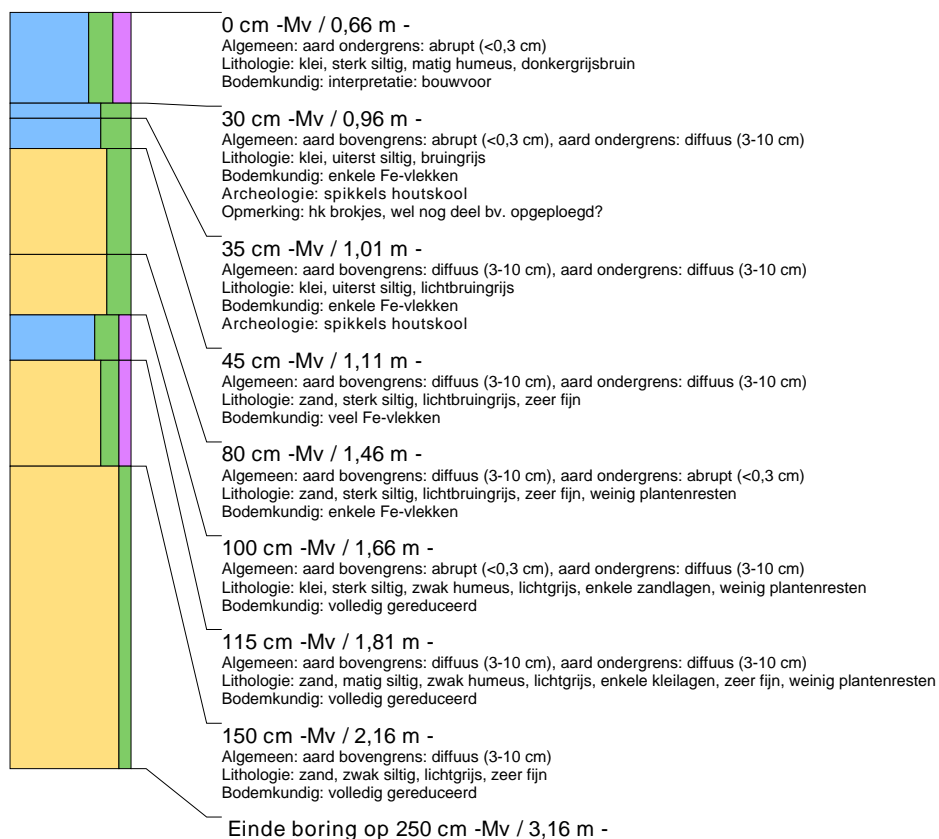 0 cm -Mv / 0,66 m -
Algemeen: aard ondergrens: abrupt (<0,3 cm)
Lithologie: klei, sterk siltig, matig humeus, donkergrijsbruin
Bodemkundig: interpretatie: bouwvoor
30 cm -Mv / 0,96 m -
Algemeen: aard bovengrens: abrupt (<0,3 cm), aard ondergrens: diffuus (3-10 cm)
Lithologie: klei, uiterst siltig, bruingrijs
Bodemkundig: enkele Fe-vlekken
Archeologie: spikkels houtskool
Opmerking: hk brokjes, wel nog deel bv. opgeploegd?
35 cm -Mv / 1,01 m -
Algemeen: aard bovengrens: diffuus (3-10 cm), aard ondergrens: diffuus (3-10 cm)
Lithologie: klei, uiterst siltig, lichtbruingrijs
Bodemkundig: enkele Fe-vlekken
Archeologie: spikkels houtskool
45 cm -Mv / 1,11 m -
Algemeen: aard bovengrens: diffuus (3-10 cm), aard ondergrens: diffuus (3-10 cm)
Lithologie: zand, sterk siltig, lichtbruingrijs, zeer fijn
Bodemkundig: veel Fe-vlekken
80 cm -Mv / 1,46 m -
Algemeen: aard bovengrens: diffuus (3-10 cm), aard ondergrens: abrupt (<0,3 cm)
Lithologie: zand, sterk siltig, lichtbruingrijs, zeer fijn, weinig plantenresten
Bodemkundig: enkele Fe-vlekken
100 cm -Mv / 1,66 m -
Algemeen: aard bovengrens: abrupt (<0,3 cm), aard ondergrens: diffuus (3-10 cm)
Lithologie: klei, sterk siltig, zwak humeus, lichtgrijs, enkele zandlagen, weinig plantenresten
Bodemkundig: volledig gereduceerd
115 cm -Mv / 1,81 m -
Algemeen: aard bovengrens: diffuus (3-10 cm), aard ondergrens: diffuus (3-10 cm)
Lithologie: zand, matig siltig, zwak humeus, lichtgrijs, enkele kleilagen, zeer fijn, weinig plantenresten
Bodemkundig: volledig gereduceerd
150 cm -Mv / 2,16 m -
Algemeen: aard bovengrens: diffuus (3-10 cm)
Lithologie: zand, zwak siltig, lichtgrijs, zeer fijn
Bodemkundig: volledig gereduceerd
Einde boring op 250 cm -Mv / 3,16 m -